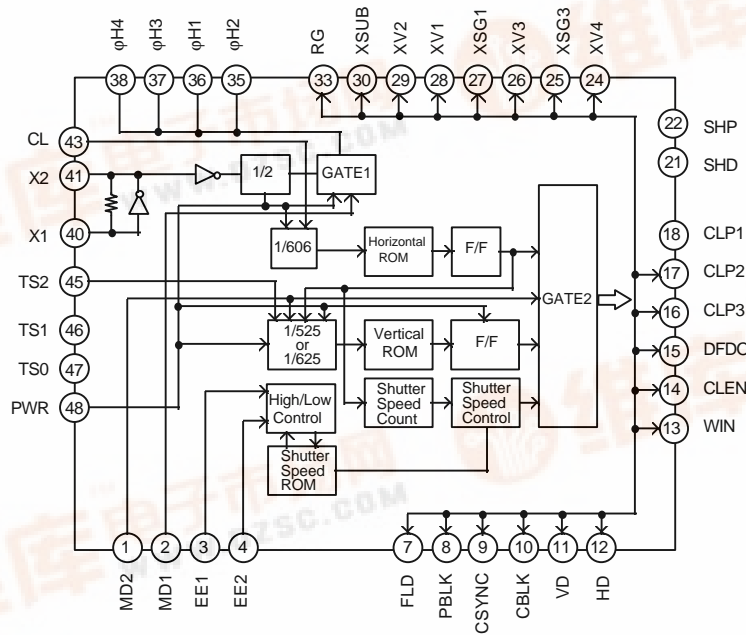 φH4 φH3 φH1 φH2 RG XSUB XV2 XV1 XSG1 XV3 XSG3 XV4
38 37 36 35 33 30 29 28 27 26 25 24
CL 43
X2 41
X1 40
TS2 45
TS1 46
TS0 47
PWR 48
22 SHP
21 SHD
18 CLP1
17 CLP2
16 CLP3
15 DFDC
14 CLEN
13 WIN
1/2
GATE1
1/606
Horizontal
ROM
F/F
GATE2
1/525
or
1/625
Vertical
ROM
F/F
High/Low
Control
Shutter
Speed
Count
Shutter
Speed
Control
Shutter
Speed
ROM
1 2 3 4 7 8 9 10 11 12
MD2 MD1 EE1 EE2 FLD PBLK CSYNC CBLK VD HD